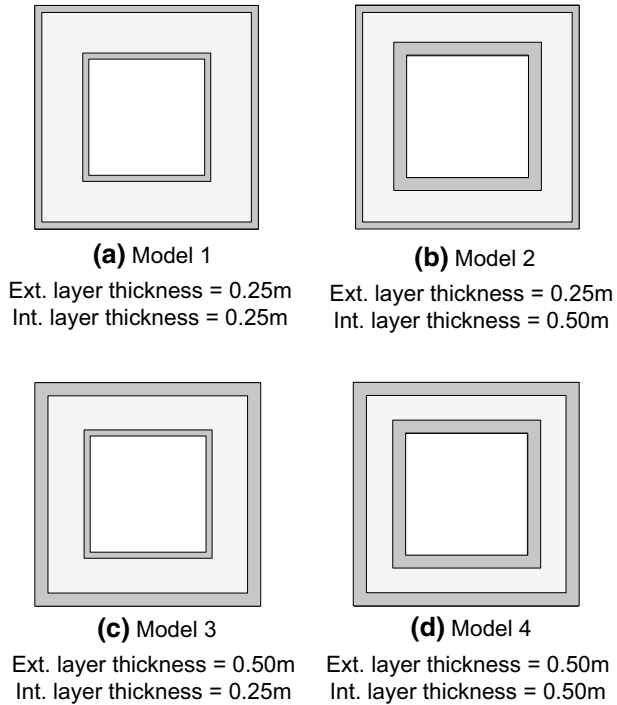 (a) Model 1
Ext. layer thickness = 0.25m
Int. layer thickness = 0.25m
(b) Model 2
Ext. layer thickness = 0.25m
Int. layer thickness = 0.50m
(c) Model 3
Ext. layer thickness = 0.50m
Int. layer thickness = 0.25m
(d) Model 4
Ext. layer thickness = 0.50m
Int. layer thickness = 0.50m